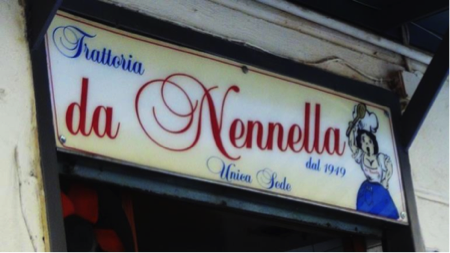 Trattoria
da Nennella
dal 1949
Unica Sede